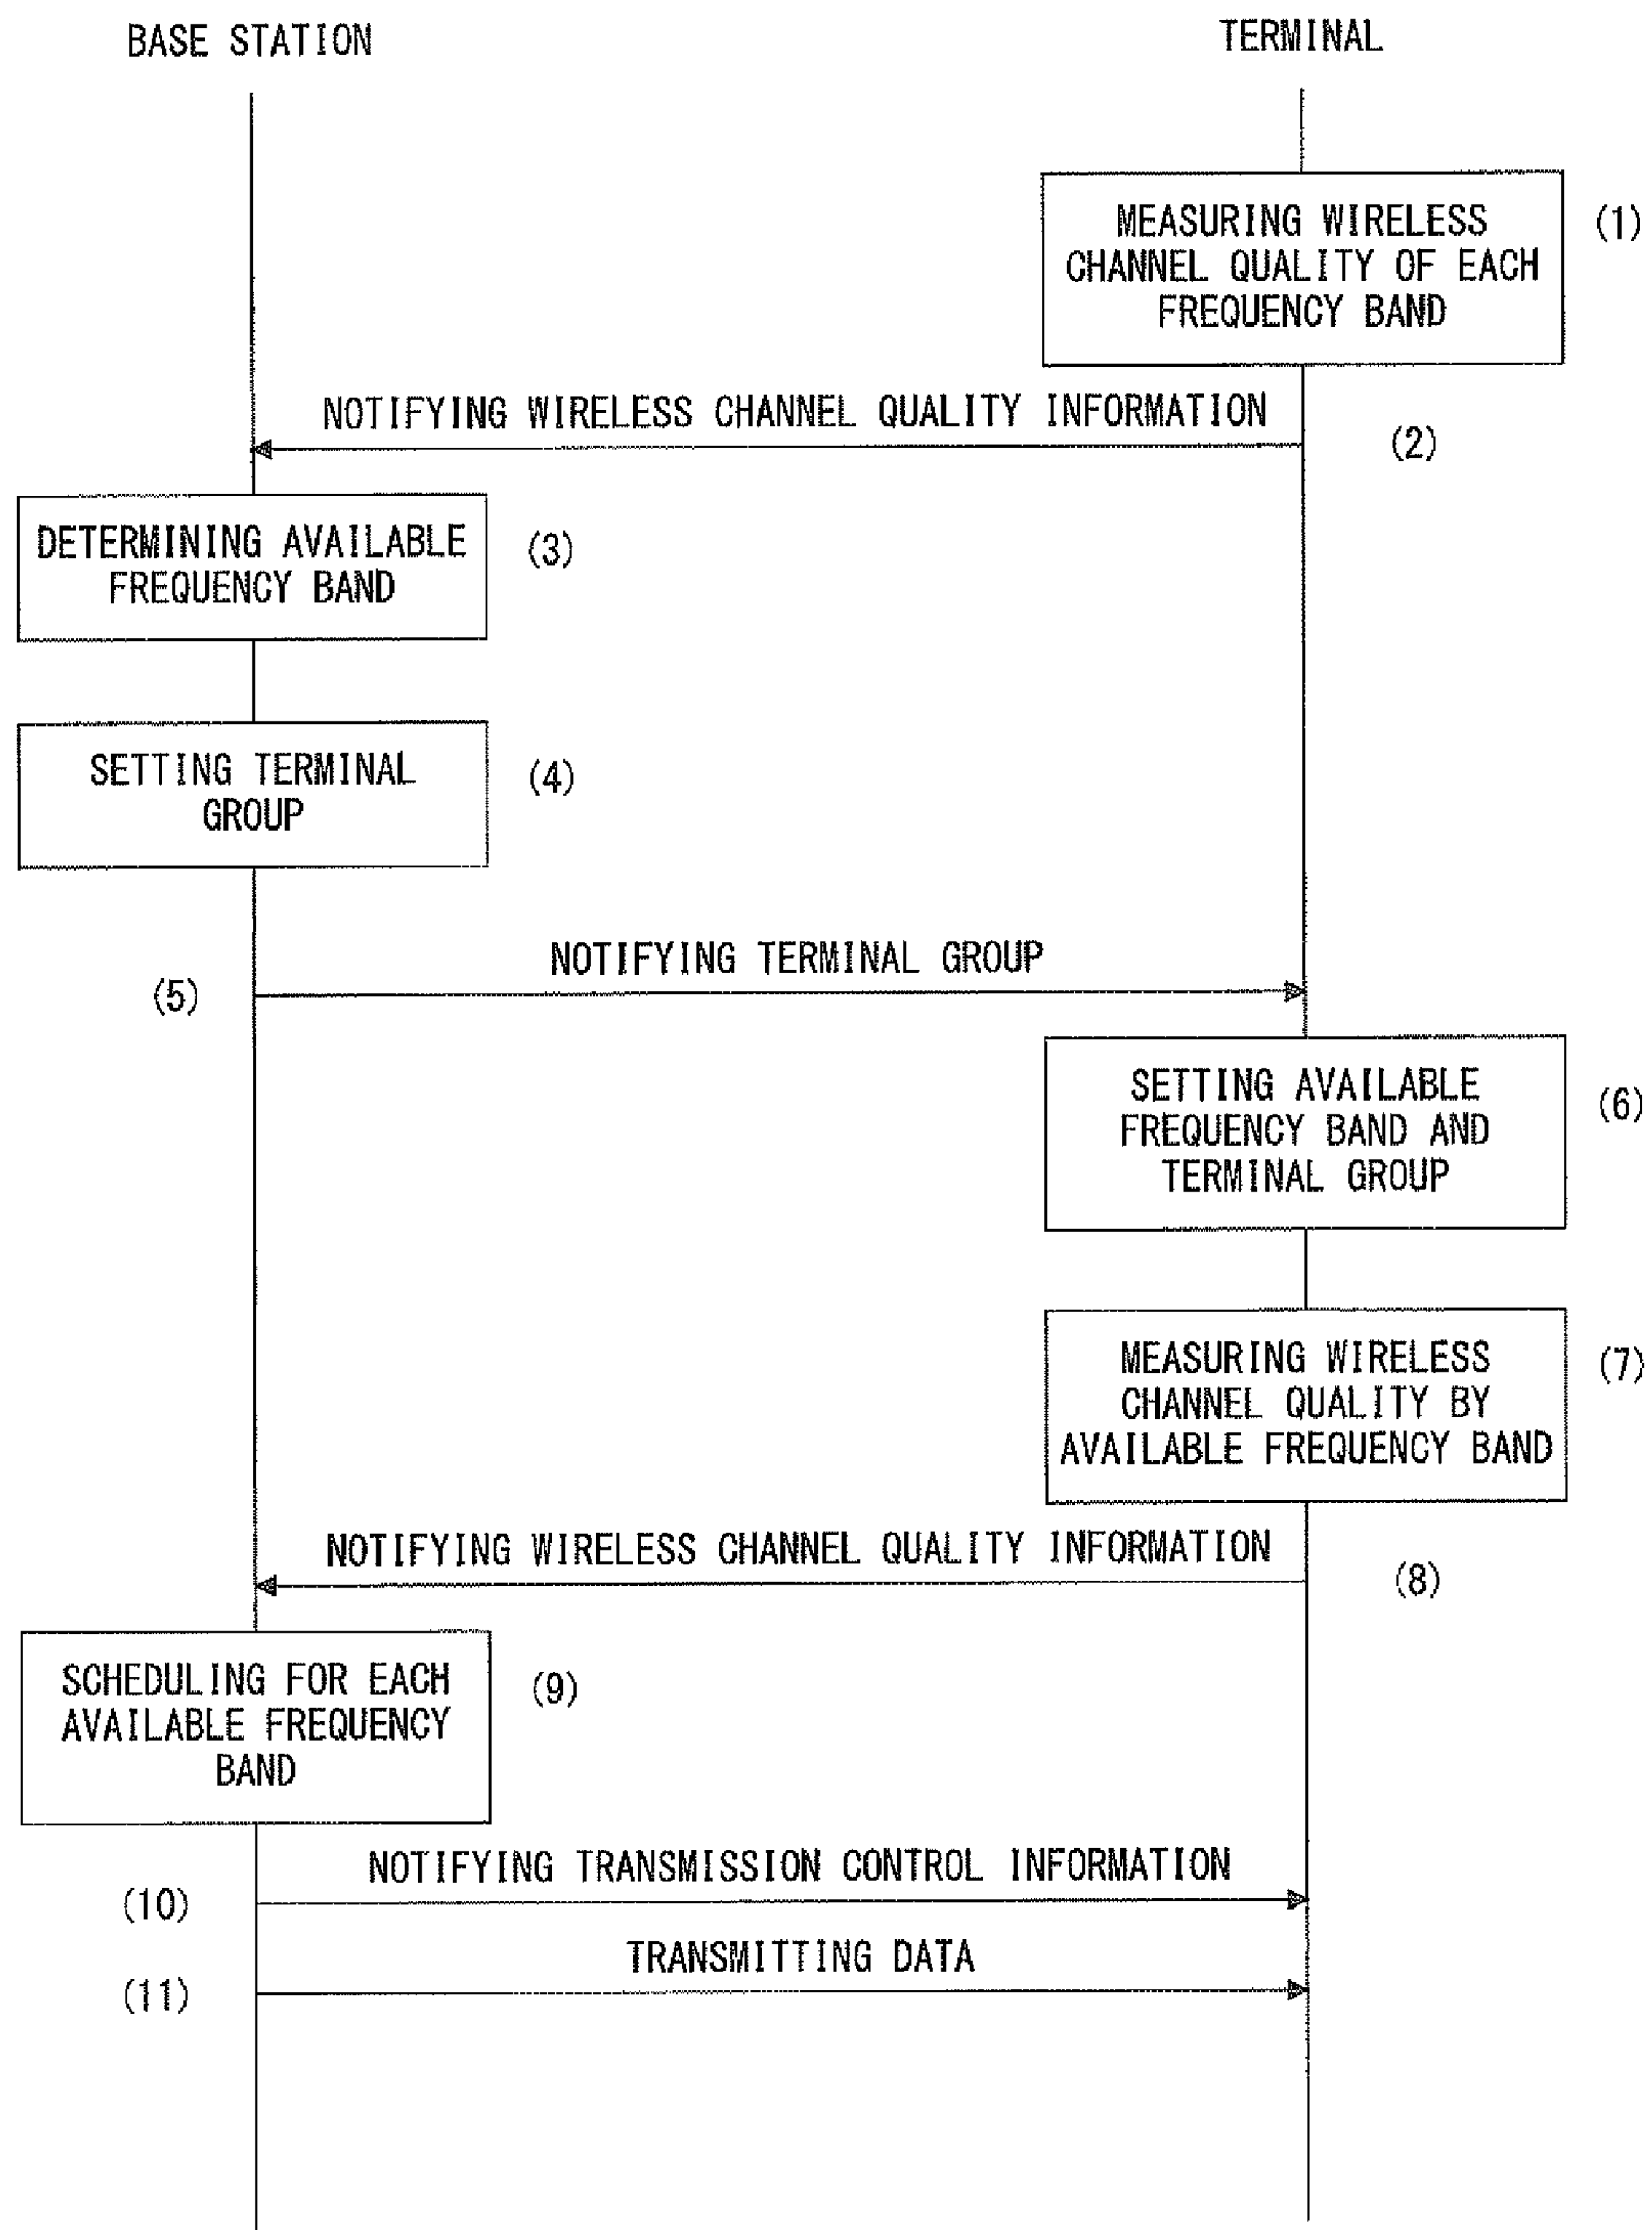 BASE STATION
TERMINAL
MEASURING WIRELESS
CHANNEL QUALITY OF EACH
FREQUENCY BAND
(1)
NOTIFYING WIRELESS CHANNEL QUALITY INFORMATION
(2)
DETERMINING AVAILABLE
FREQUENCY BAND
(3)
SETTING TERMINAL
GROUP
(4)
NOTIFYING TERMINAL GROUP
(5)
SETTING AVAILABLE
FREQUENCY BAND AND
TERMINAL GROUP
(6)
MEASURING WIRELESS
CHANNEL QUALITY BY
AVAILABLE FREQUENCY BAND
(7)
NOTIFYING WIRELESS CHANNEL QUALITY INFORMATION
(8)
SCHEDULING FOR EACH
AVAILABLE FREQUENCY
BAND
(9)
NOTIFYING TRANSMISSION CONTROL INFORMATION
(10)
TRANSMITTING DATA
(11)